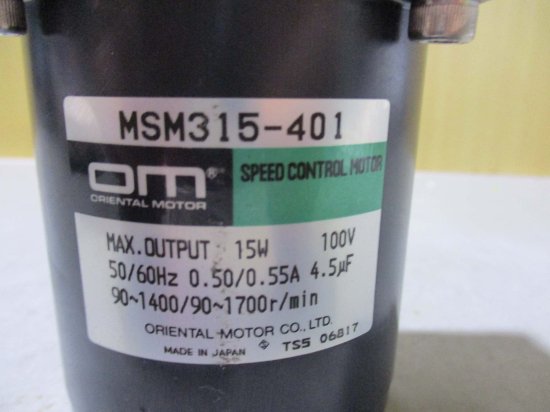 MSM315-401
om®
ORIENTAL MOTOR
SPEED CONTROL MOTOR
MAX.OUTPUT 15W 100V
50/60Hz 0.50/0.55A 4.5µF
90~1400/90~1700r/min
ORIENTAL MOTOR CO., LTD.
MADE IN JAPAN TS5 06817